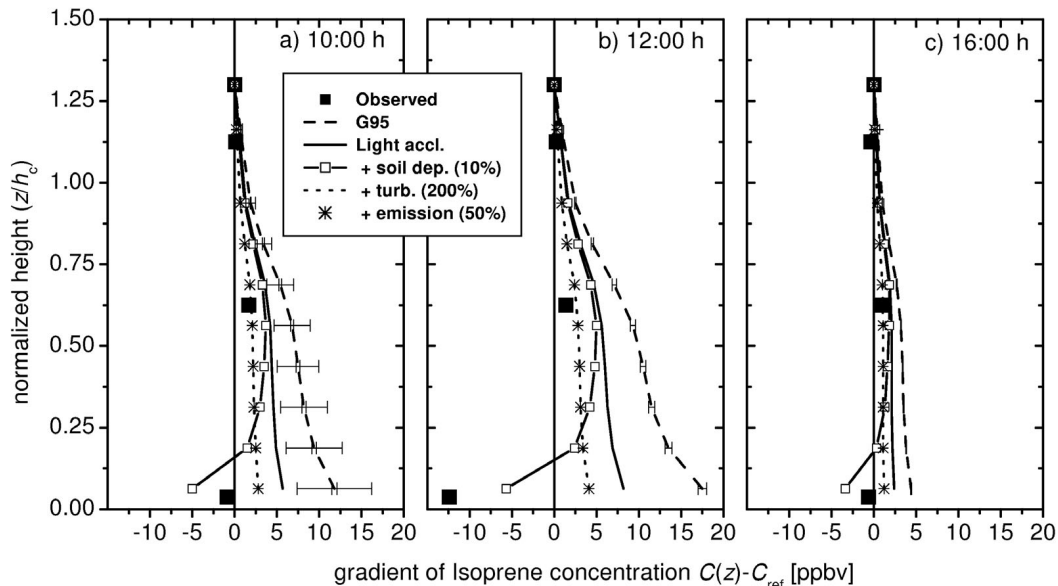 1.50
1.25
1.00
0.75
0.50
0.25
0.00
normalized height (z/hc)
a) 10:00 h
b) 12:00 h
c) 16:00 h
Observed
G95
Light accl.
+ soil dep. (10%)
+ turb. (200%)
+ emission (50%)
-10 -5 0 5 10 15 20
-10 -5 0 5 10 15 20
-10 -5 0 5 10 15 20
gradient of Isoprene concentration C(z)-Cref [ppbv]